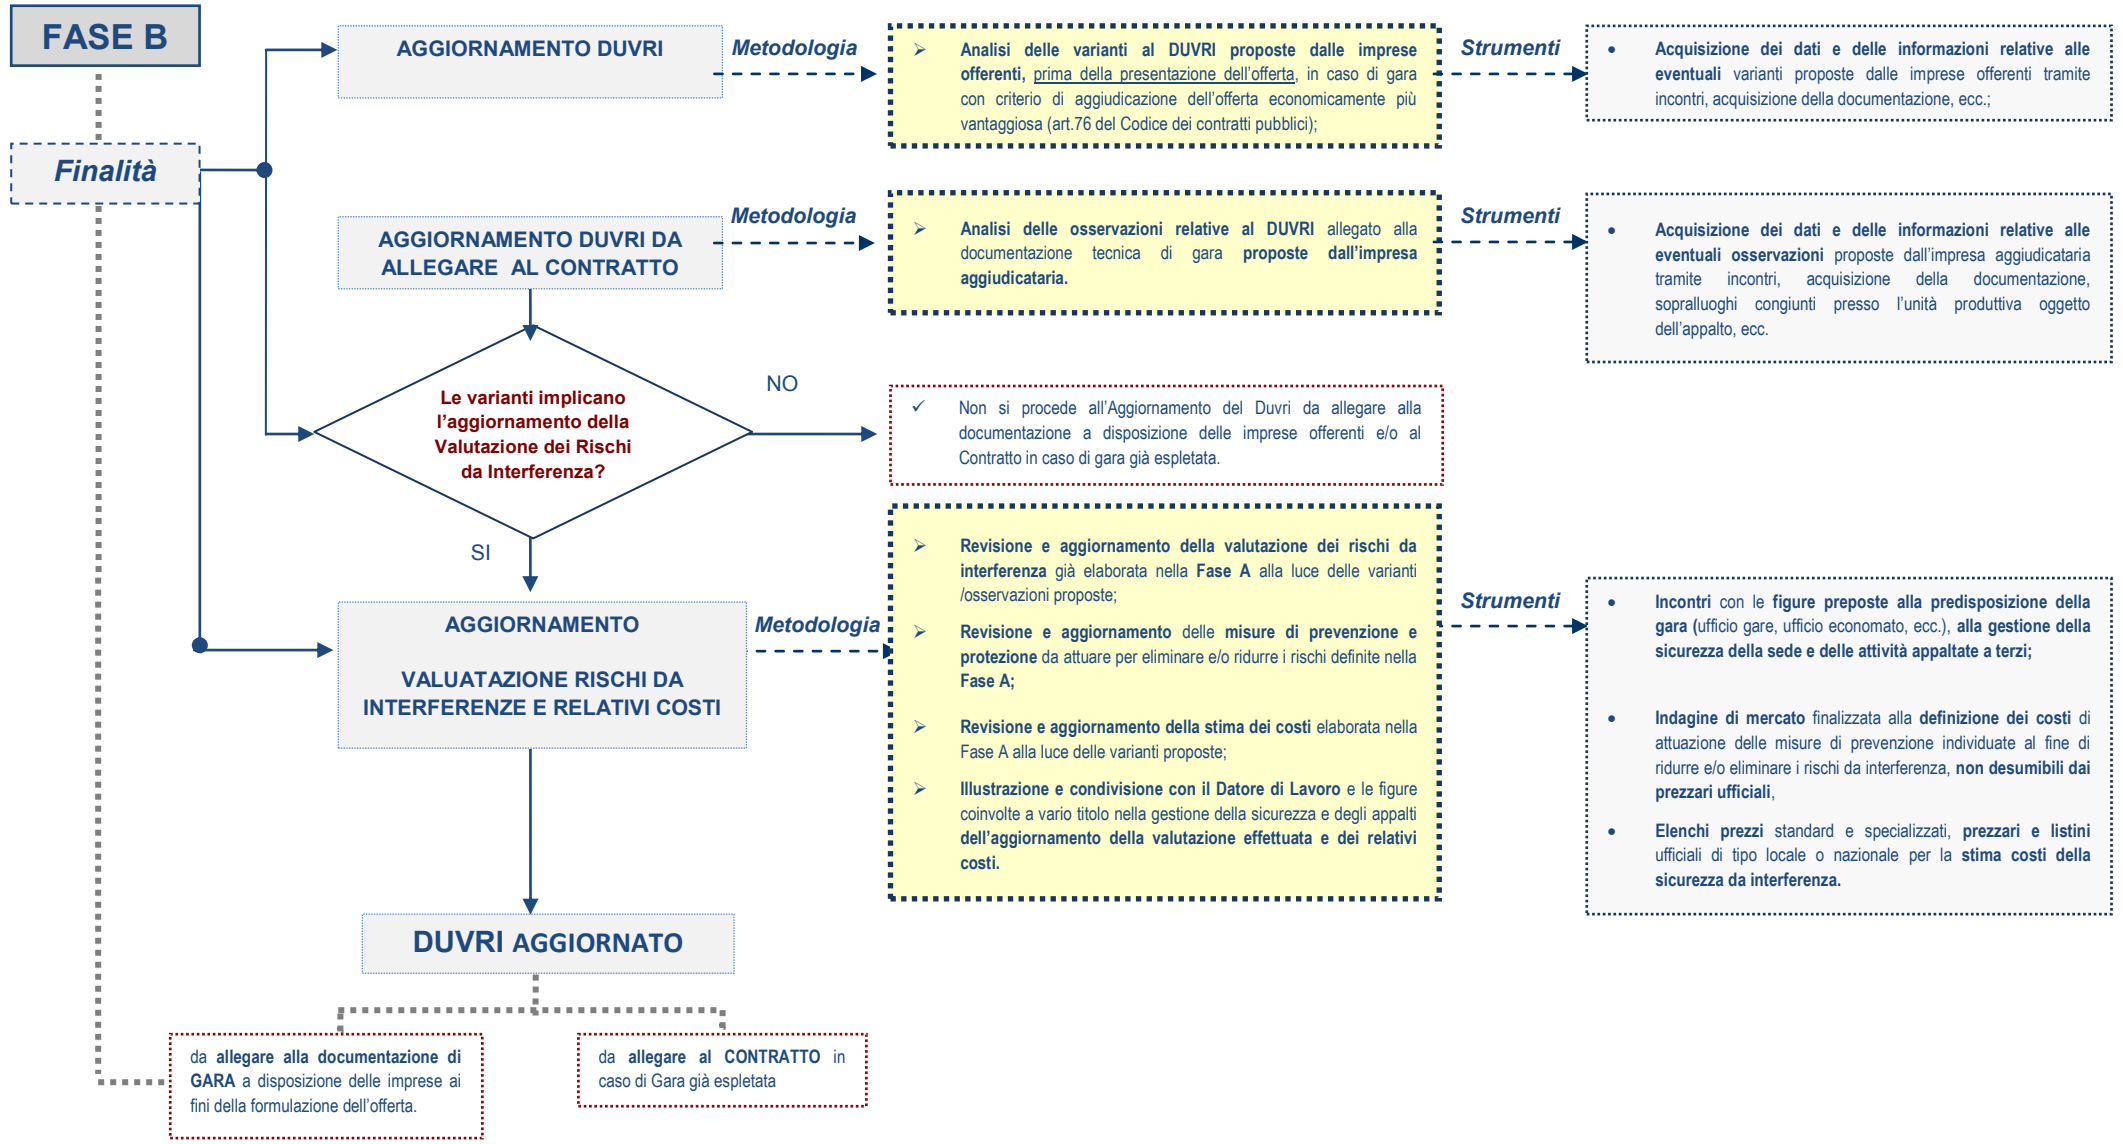 FASE B
Finalità
AGGIORNAMENTO DUVRI
Metodologia
➢ Analisi delle varianti al DUVRI proposte dalle imprese
offerenti, prima della presentazione dell'offerta, in caso di gara
con criterio di aggiudicazione dell'offerta economicamente più
vantaggiosa (art.76 del Codice dei contratti pubblici);
Strumenti
• Acquisizione dei dati e delle informazioni relative alle
eventuali varianti proposte dalle imprese offerenti tramite
incontri, acquisizione della documentazione, ecc.;
AGGIORNAMENTO DUVRI DA
ALLEGARE AL CONTRATTO
Metodologia
➢ Analisi delle osservazioni relative al DUVRI allegato alla
documentazione tecnica di gara proposte dall'impresa
aggiudicataria.
Strumenti
• Acquisizione dei dati e delle informazioni relative alle
eventuali osservazioni proposte dall'impresa aggiudicataria
tramite incontri, acquisizione della documentazione,
sopralluoghi congiunti presso l'unità produttiva oggetto
dell'appalto, ecc.
Le varianti implicano
l'aggiornamento della
Valutazione dei Rischi
da Interferenza?
NO
✓ Non si procede all'Aggiornamento del Duvri da allegare alla
documentazione a disposizione delle imprese offerenti e/o al
Contratto in caso di gara già espletata.
SI
AGGIORNAMENTO
VALUATAZIONE RISCHI DA
INTERFERENZE E RELATIVI COSTI
Metodologia
➢ Revisione e aggiornamento della valutazione dei rischi da
interferenza già elaborata nella Fase A alla luce delle varianti
/osservazioni proposte;
➢ Revisione e aggiornamento delle misure di prevenzione e
protezione da attuare per eliminare e/o ridurre i rischi definite nella
Fase A;
➢ Revisione e aggiornamento della stima dei costi elaborata nella
Fase A alla luce delle varianti proposte;
➢ Illustrazione e condivisione con il Datore di Lavoro e le figure
coinvolte a vario titolo nella gestione della sicurezza e degli appalti
dell'aggiornamento della valutazione effettuata e dei relativi
costi.
Strumenti
• Incontri con le figure preposte alla predisposizione della
gara (ufficio gare, ufficio economato, ecc.), alla gestione della
sicurezza della sede e delle attività appaltate a terzi;
• Indagine di mercato finalizzata alla definizione dei costi di
attuazione delle misure di prevenzione individuate al fine di
ridurre e/o eliminare i rischi da interferenza, non desumibili dai
prezzari ufficiali,
• Elenchi prezzi standard e specializzati, prezzari e listini
ufficiali di tipo locale o nazionale per la stima costi della
sicurezza da interferenza.
DUVRI AGGIORNATO
da allegare alla documentazione di
GARA a disposizione delle imprese ai
fini della formulazione dell'offerta.
da allegare al CONTRATTO in
caso di Gara già espletata